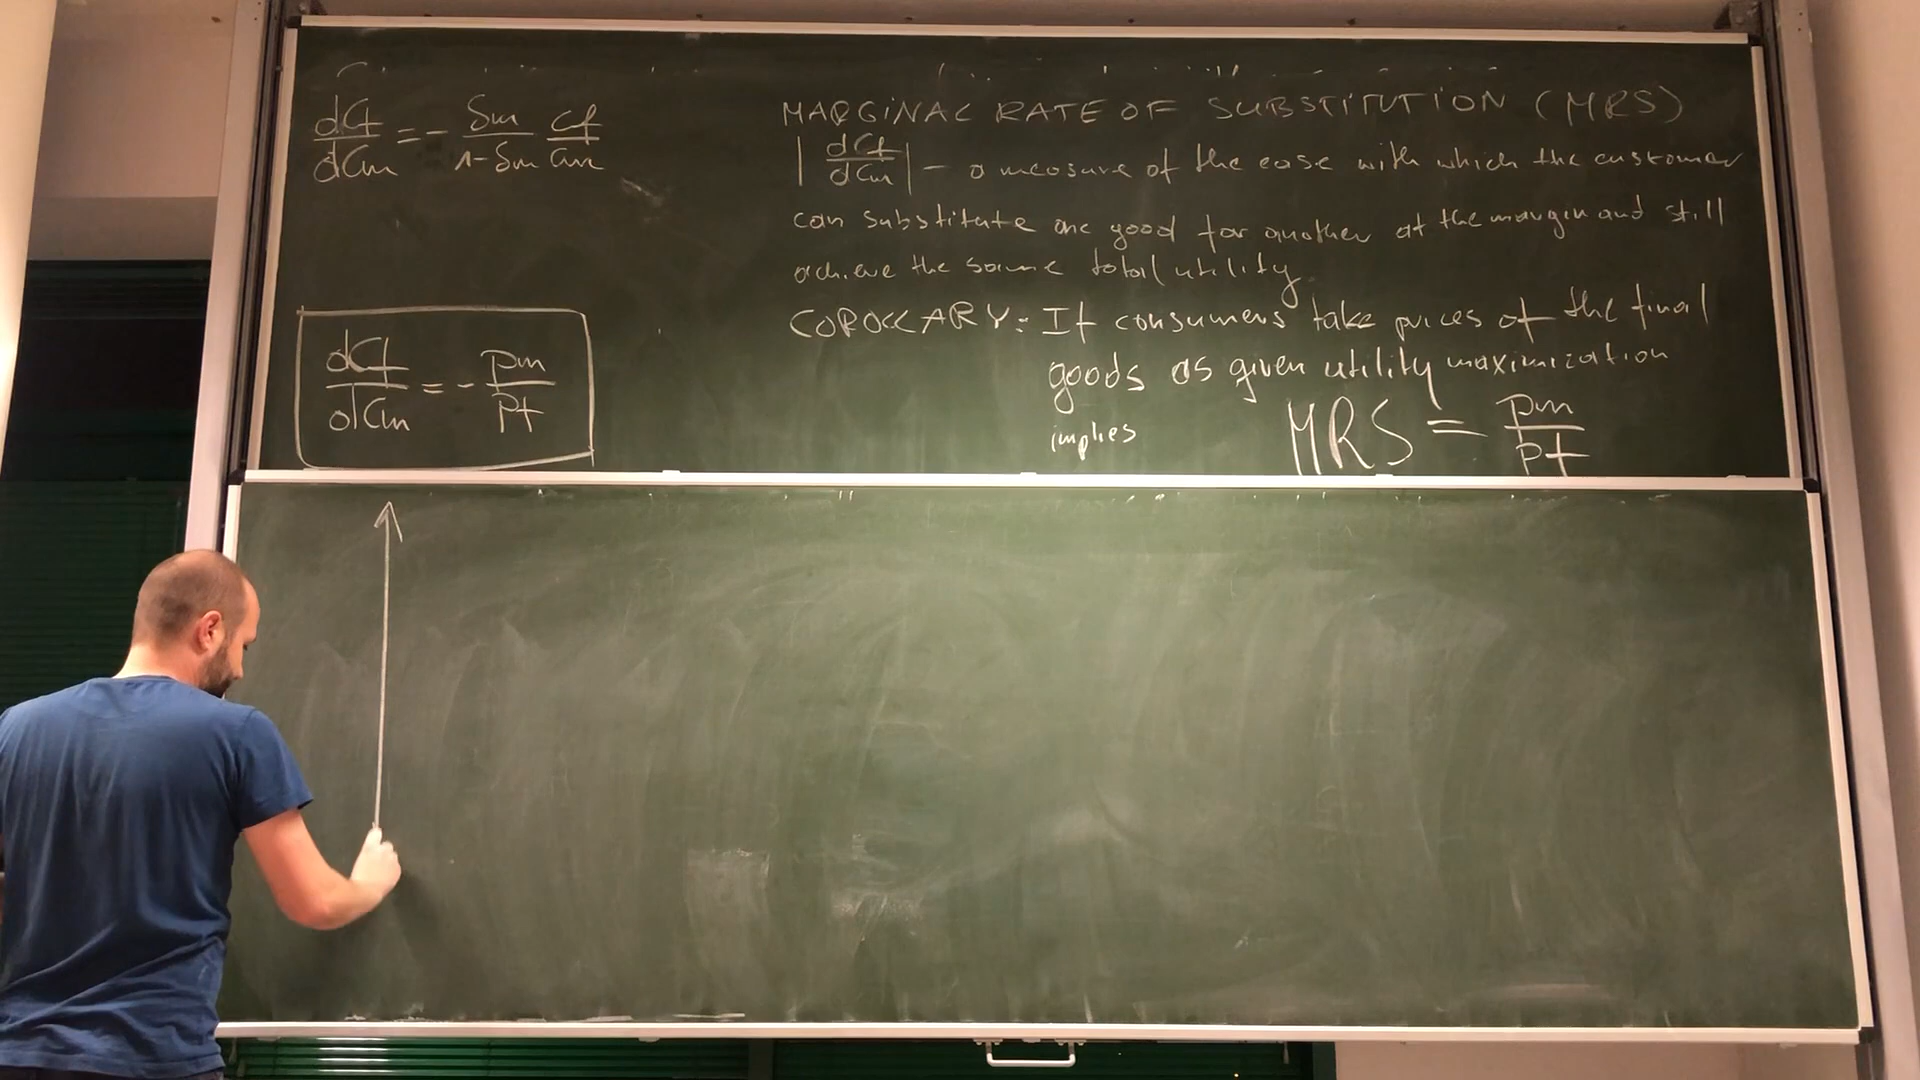 dCf/dCm = - δm/1-δm Cf/Cm
dCf/dCm = - pm/pf
MARGINAL RATE OF SUBSTITUTION (MRS)
|dCf/dCm| - a measure of the ease with which the customer
can substitute one good for another at the margin and still
achieve the same total utility
COROLLARY: If consumers take prices of the final
goods as given utility maximization
implies MRS = pm/pf